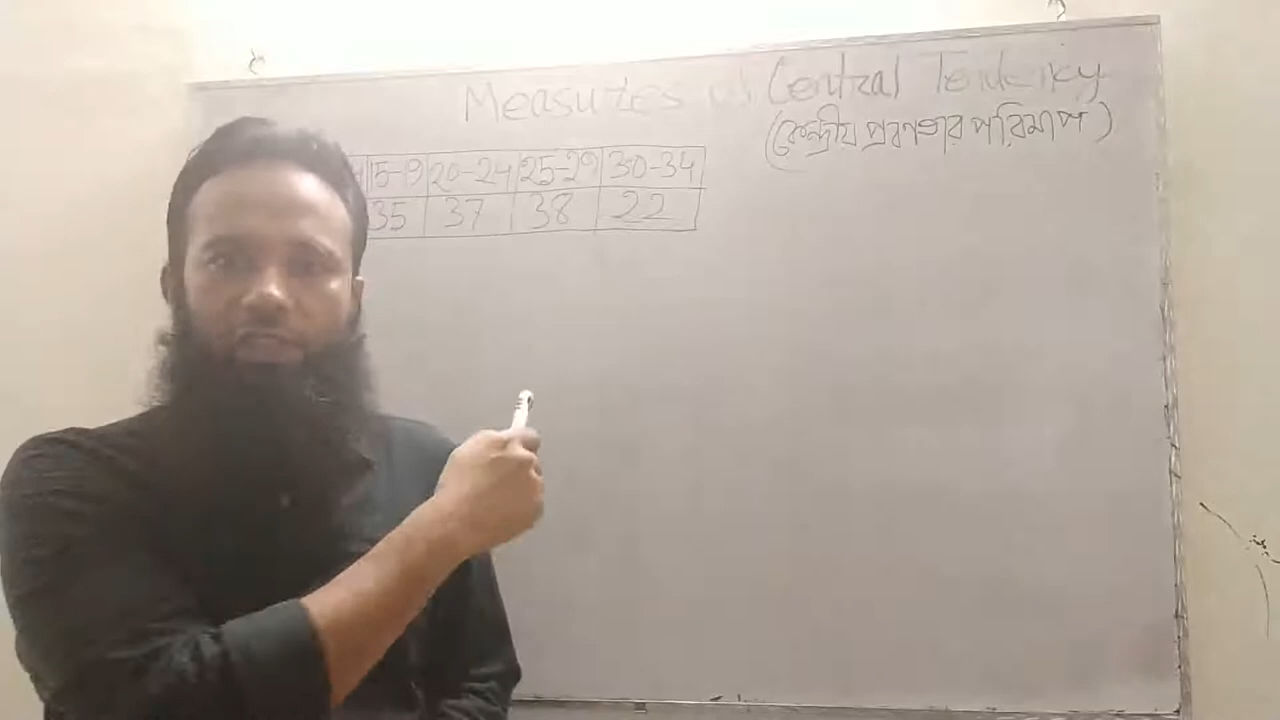 Measures of Central Tendency
(কেন্দ্রীয় প্রবণতার পরিমাপ)
15-19 20-24 25-29 30-34
35 37 38 22